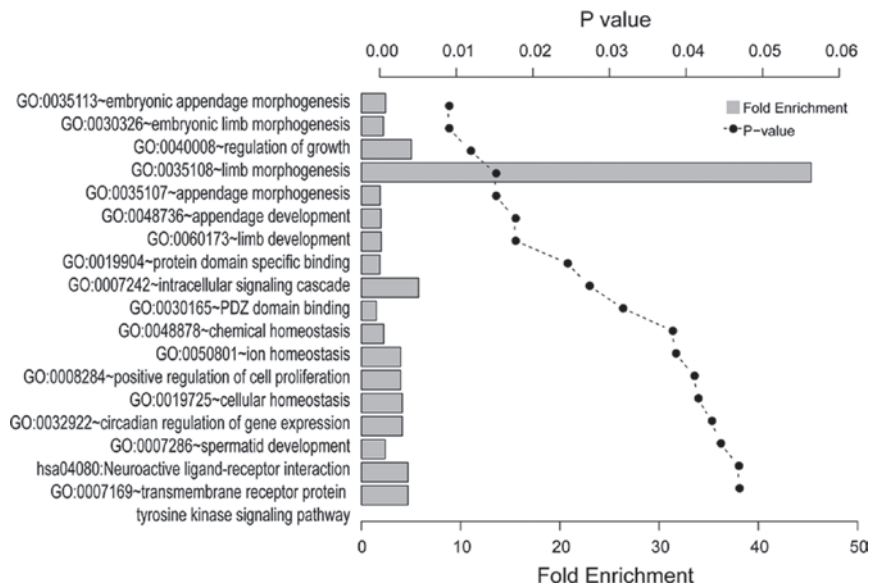 P value
0.00 0.01 0.02 0.03 0.04 0.05 0.06
GO:0035113~embryonic appendage morphogenesis
GO:0030326~embryonic limb morphogenesis
GO:0040008~regulation of growth
GO:0035108~limb morphogenesis
GO:0035107~appendage morphogenesis
GO:0048736~appendage development
GO:0060173~limb development
GO:0019904~protein domain specific binding
GO:0007242~intracellular signaling cascade
GO:0030165~PDZ domain binding
GO:0048878~chemical homeostasis
GO:0050801~ion homeostasis
GO:0008284~positive regulation of cell proliferation
GO:0019725~cellular homeostasis
GO:0032922~circadian regulation of gene expression
GO:0007286~spermatid development
hsa04080:Neuroactive ligand-receptor interaction
GO:0007169~transmembrane receptor protein
tyrosine kinase signaling pathway
Fold Enrichment
P-value
0 10 20 30 40 50
Fold Enrichment